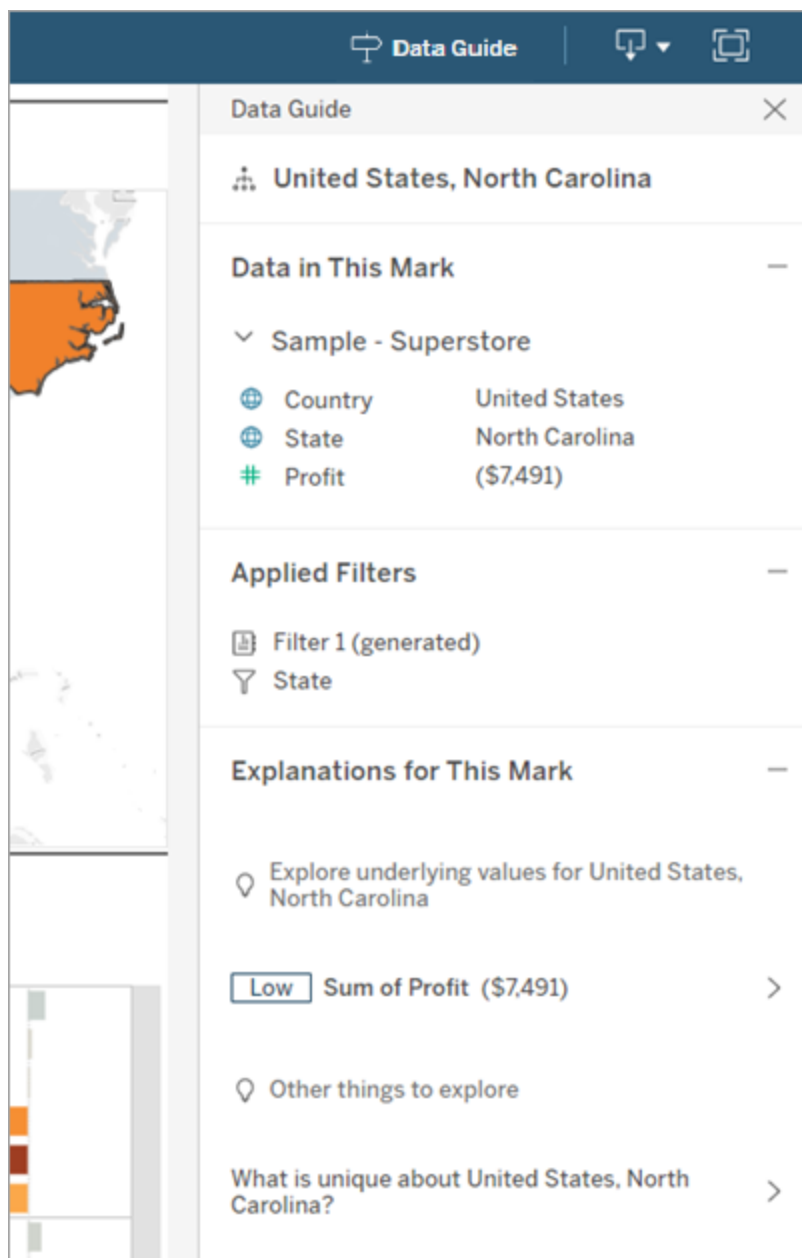 Data Guide
Data Guide
United States, North Carolina
Data in This Mark
Sample - Superstore
Country United States
State North Carolina
Profit ($7,491)
Applied Filters
Filter 1 (generated)
State
Explanations for This Mark
Explore underlying values for United States,
North Carolina
Low Sum of Profit ($7,491)
Other things to explore
What is unique about United States, North
Carolina?